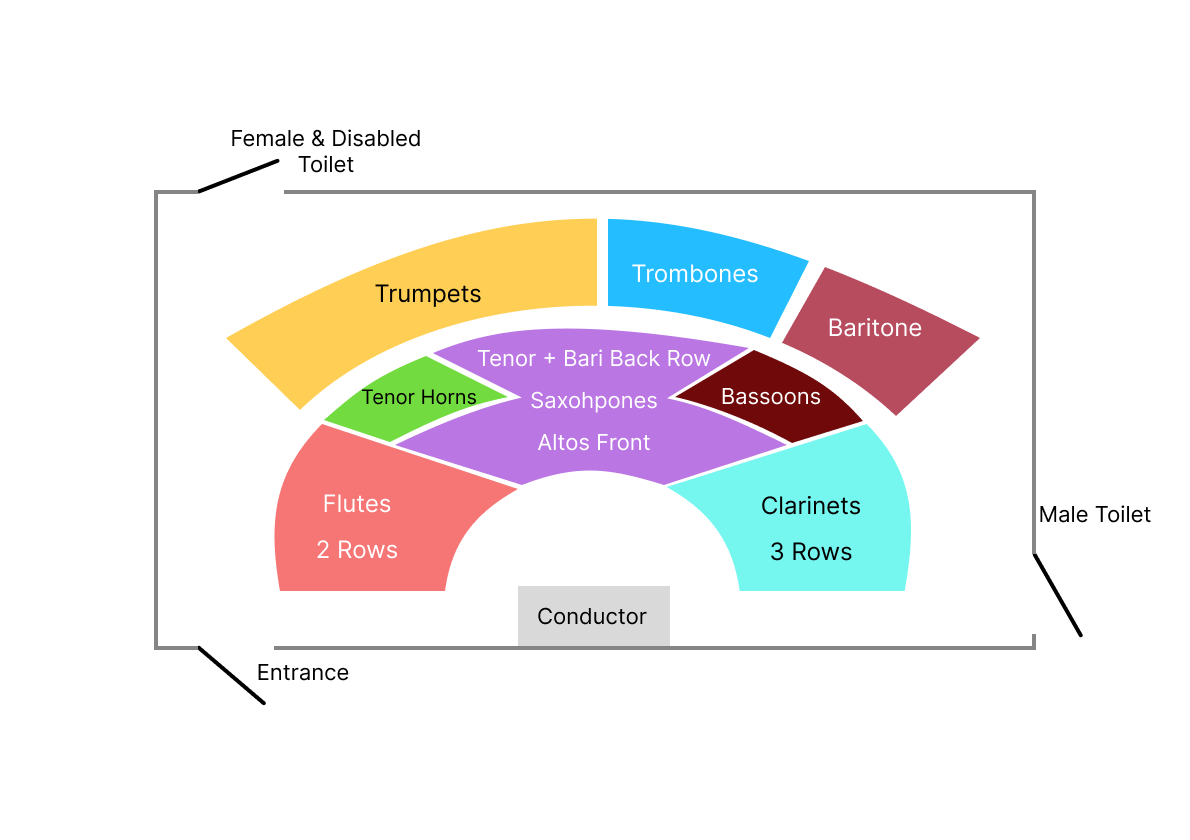 Female & Disabled
Toilet
Trombones
Trumpets
Baritone
Tenor + Bari Back Row
Tenor Horns
Saxohpones
Bassoons
Altos Front
Flutes
2 Rows
Clarinets
3 Rows
Male Toilet
Conductor
Entrance